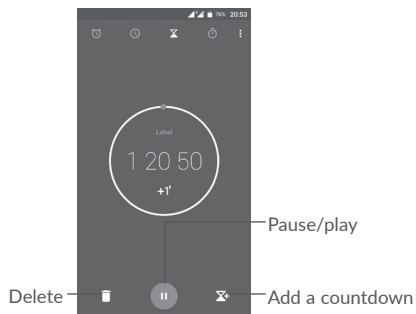 76% 20:53
Label
1 20 50
+1'
Pause/play
Delete
Add a countdown